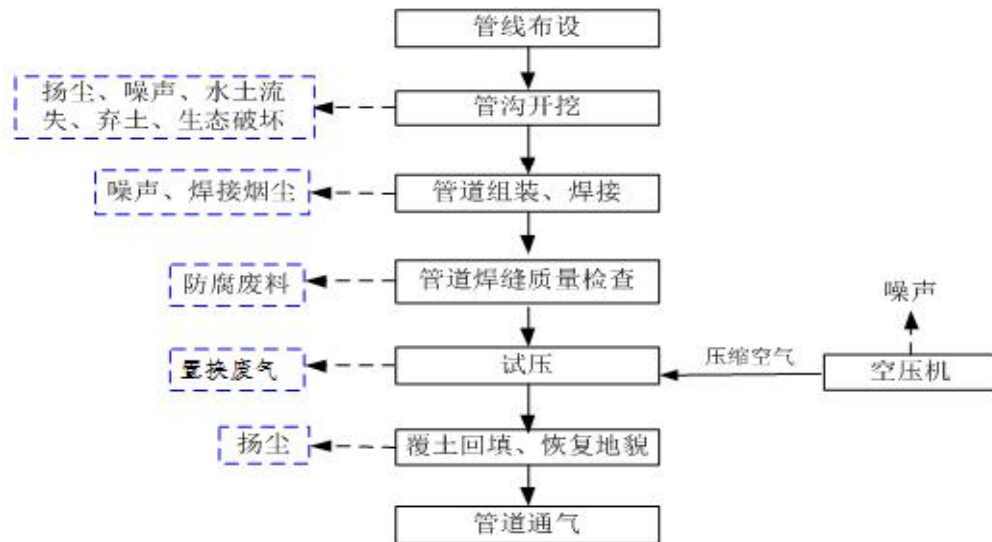 管线布设
扬尘、噪声、水土流
失、弃土、生态破坏
管沟开挖
噪声、焊接烟尘
管道组装、焊接
防腐废料
管道焊缝质量检查
噪声
置换废气
试压
压缩空气
空压机
扬尘
覆土回填、恢复地貌
管道通气